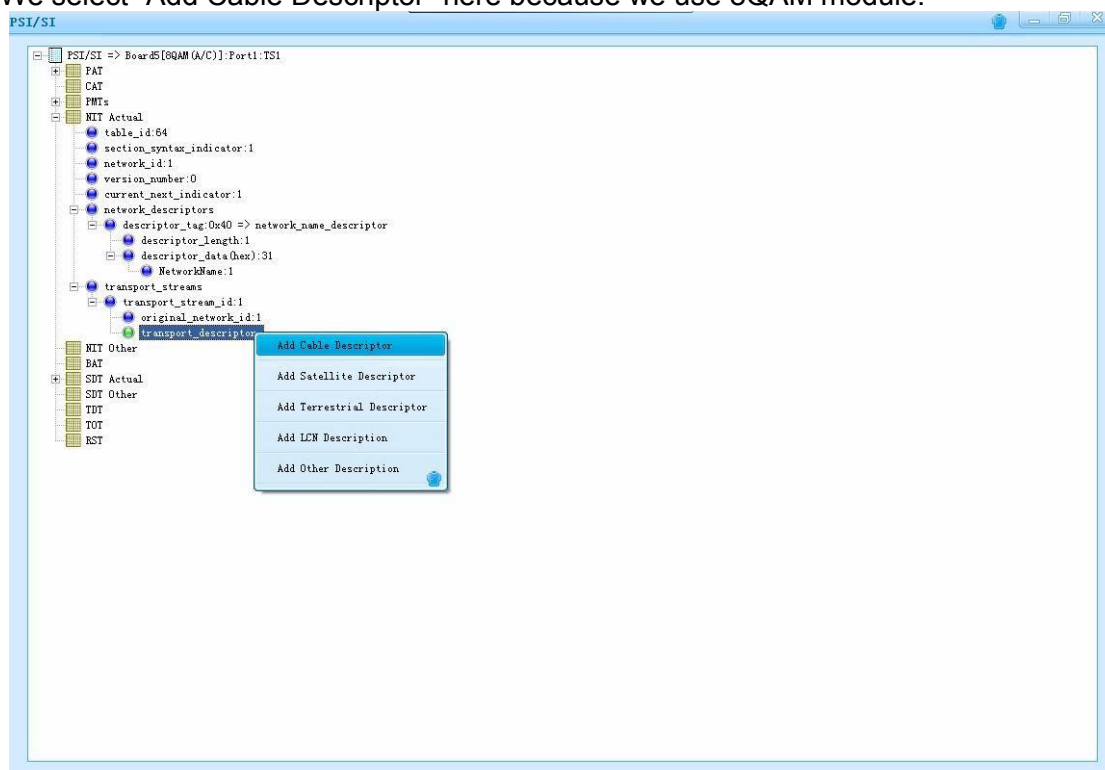 We select "Add Cable Descriptor" here because we use 8QAM module.
PSI/SI
PSI/SI => Board5[8QAM(A/C)]:Port1:TS1
PAT
CAT
PMTs
NIT Actual
table_id:64
section_syntax_indicator:1
network_id:1
version_number:0
current_next_indicator:1
network_descriptors
descriptor_tag:0x40 => network_name_descriptor
descriptor_length:1
descriptor_data(hex):31
NetworkName:1
transport_streams
transport_stream_id:1
original_network_id:1
transport_descriptor
Add Cable Descriptor
NIT Other
BAT
Add Satellite Descriptor
SDT Actual
SDT Other
TDT
Add Terrestrial Descriptor
TOT
RST
Add LCN Description
Add Other Description